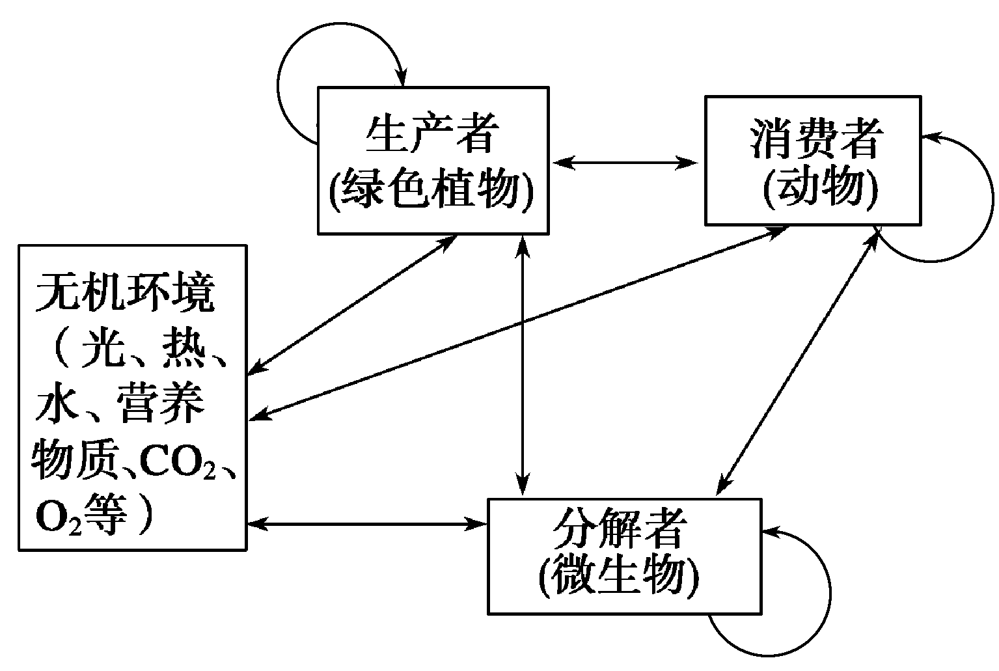 生产者
(绿色植物)
消费者
(动物)
无机环境
（光、热、
水、营养
物质、CO₂、
O₂等）
分解者
(微生物)